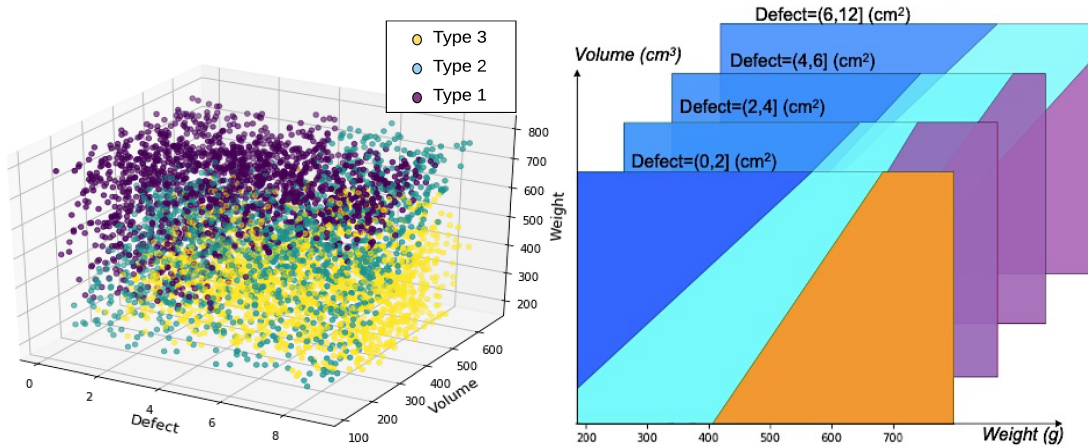 Type 3
Type 2
Type 1
800
700
600
500
400
300
200
Weight
0
2
4
6
8
Defect
100
200
300
400
500
600
Volume
Defect=(6,12] (cm²)
Volume (cm³)
Defect=(4,6] (cm²)
Defect=(2,4] (cm²)
Defect=(0,2] (cm²)
200
300
400
500
600
700
Weight (g)